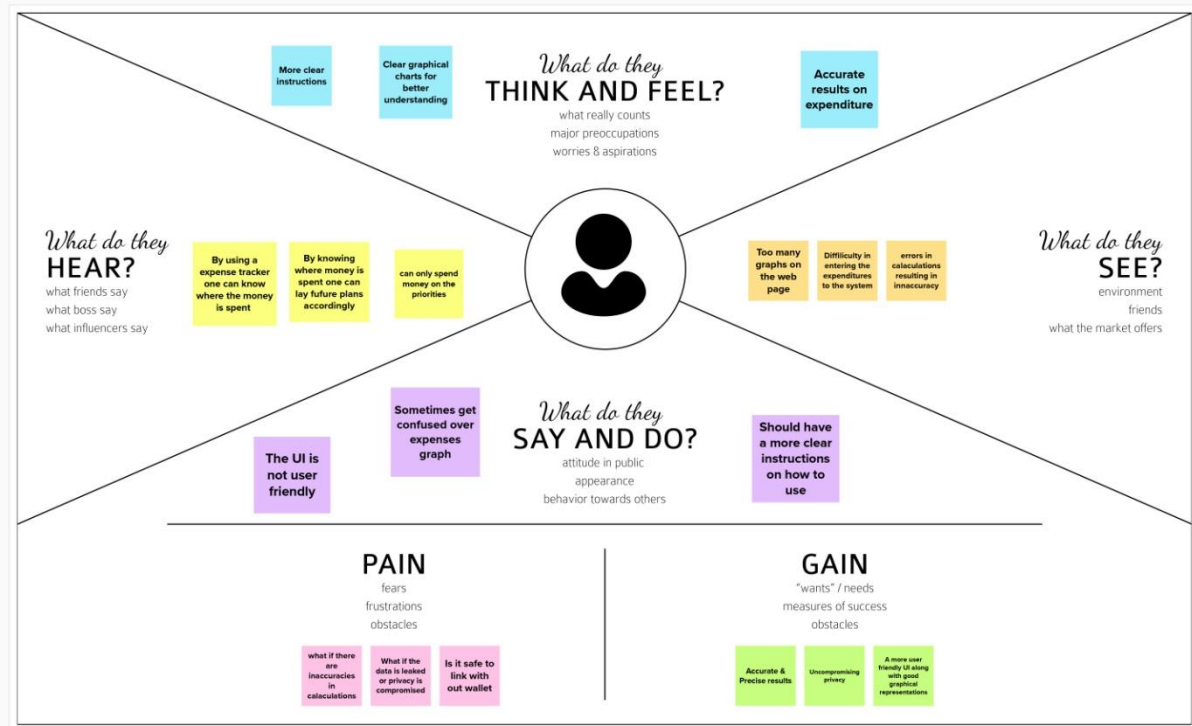 More clear
instructions
Clear graphical
charts for
better
understanding
What do they
THINK AND FEEL?
what really counts
major preoccupations
worries & aspirations
Accurate
results on
expenditure
What do they
HEAR?
what friends say
what boss say
what influencers say
By using a
expense tracker
one can know
where the money
is spent
By knowing
where money is
spent one can
lay future plans
accordingly
can only spend
money on the
priorities
Too many
graphs on
the web
page
Diffiliculty in
entering the
expenditures
to the system
errors in
calaculations
resulting in
innaccuracy
What do they
SEE?
environment
friends
what the market offers
The UI is
not user
friendly
Sometimes get
confused over
expenses
graph
What do they
SAY AND DO?
attitude in public
appearance
behavior towards others
Should have
a more clear
instructions
on how to
use
PAIN
fears
frustrations
obstacles
what if there
are
inaccuracies
in
calaculations
What if the
data is leaked
or privacy is
compromised
Is it safe to
link with
out wallet
GAIN
"wants" / needs
measures of success
obstacles
Accurate &
Precise results
Uncompromising
privacy
A more user
friendly UI along
with good
graphical
representations